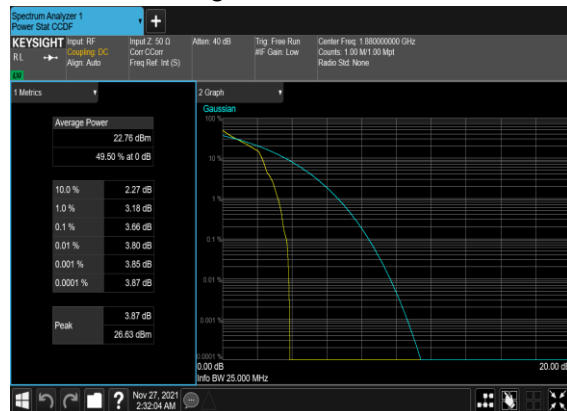 Spectrum Analyzer 1
Power Stat CCDF
KEYSIGHT
RL
Input: RF
Coupling: DC
Align: Auto
Input Z: 50 Ω
Corr CCorr
Freq Ref: Int (S)
Atten: 40 dB
Trig: Free Run
#IF Gain: Low
Center Freq: 1.880000000 GHz
Counts: 1.00 M/1.00 Mpt
Radio Std: None
1 Metrics
Average Power
22.76 dBm
49.50 % at 0 dB
10.0 % 2.27 dB
1.0 % 3.18 dB
0.1 % 3.66 dB
0.01 % 3.80 dB
0.001 % 3.85 dB
0.0001 % 3.87 dB
Peak
3.87 dB
26.63 dBm
2 Graph
Gaussian
100 %
10 %
1 %
0.1 %
0.01 %
0.001 %
0.0001 %
0.00 dB
20.00 dB
Info BW 25.000 MHz
Nov 27, 2021
2:32:04 AM